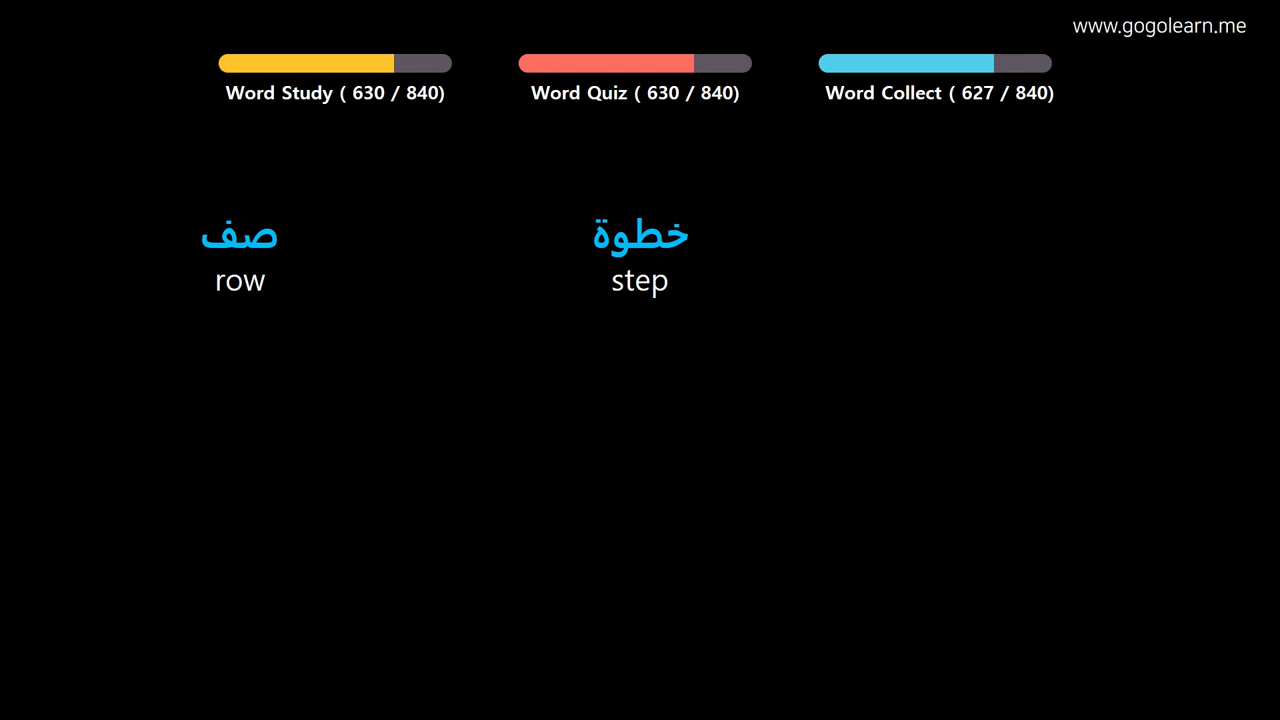 www.gogolearn.me
Word Study ( 630 / 840)
Word Quiz ( 630 / 840)
Word Collect ( 627 / 840)
صف
row
خطوة
step